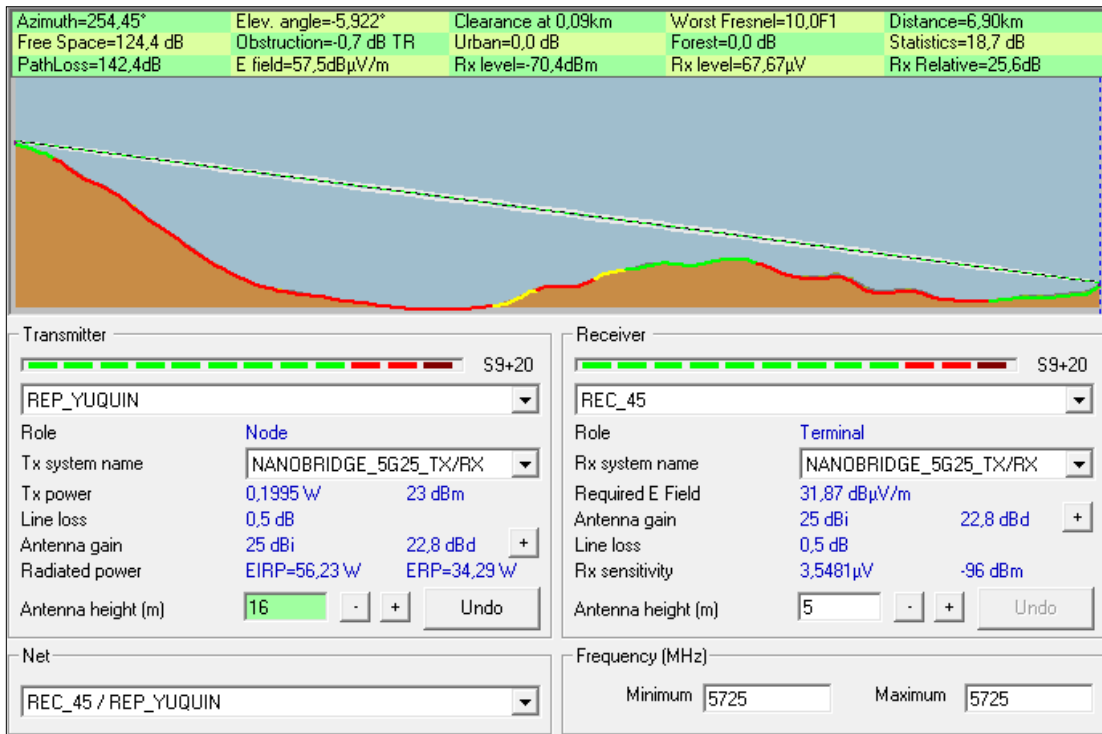 Azimuth=254,45° Elev. angle=-5,922° Clearance at 0,09km Worst Fresnel=10,0F1 Distance=6,90km
Free Space=124,4 dB Obstruction=-0,7 dB TR Urban=0,0 dB Forest=0,0 dB Statistics=18,7 dB
PathLoss=142,4dB E field=57,5dBµV/m Rx level=-70,4dBm Rx level=67,67µV Rx Relative=25,6dB
Transmitter
S9+20
REP_YUQUIN
Role Node
Tx system name NANOBRIDGE_5G25_TX/RX
Tx power 0,1995 W 23 dBm
Line loss 0,5 dB
Antenna gain 25 dBi 22,8 dBd +
Radiated power EIRP=56,23 W ERP=34,29 W
Antenna height (m) 16 - + Undo
Receiver
S9+20
REC_45
Role Terminal
Rx system name NANOBRIDGE_5G25_TX/RX
Required E Field 31,87 dBµV/m
Antenna gain 25 dBi 22,8 dBd +
Line loss 0,5 dB
Rx sensitivity 3,5481µV -96 dBm
Antenna height (m) 5 - + Undo
Net
REC_45 / REP_YUQUIN
Frequency (MHz)
Minimum 5725 Maximum 5725